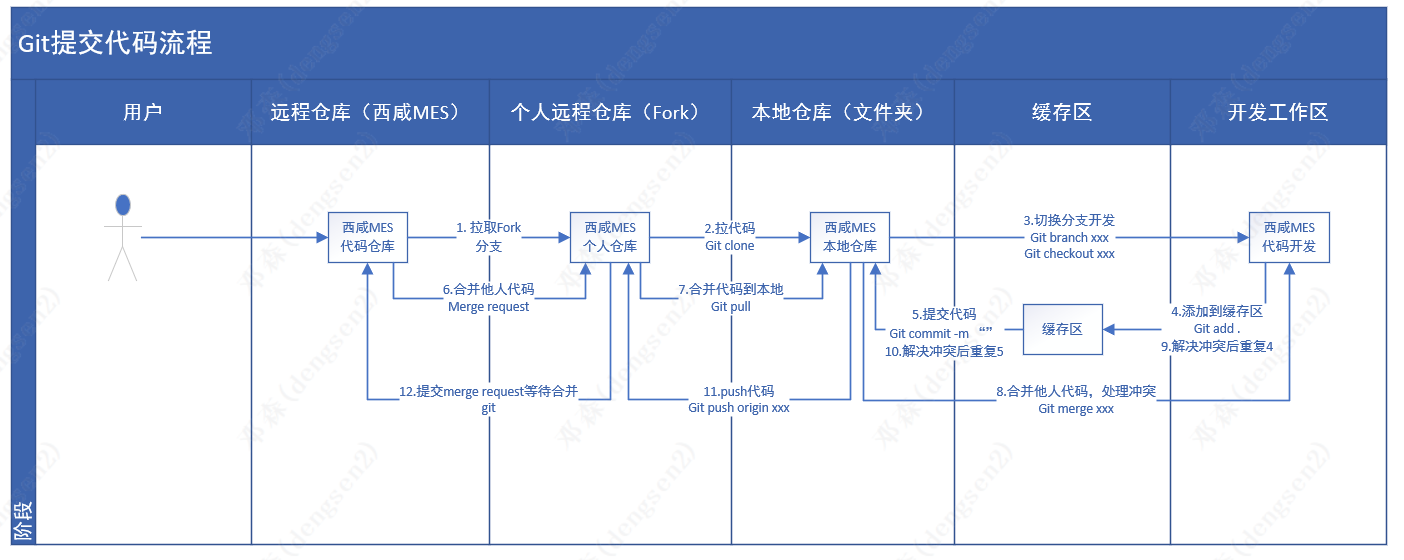 Git提交代码流程
用户
远程仓库（西咸MES）
个人远程仓库（Fork）
本地仓库（文件夹）
缓存区
开发工作区
西咸MES
代码仓库
1. 拉取Fork
分支
西咸MES
个人仓库
2.拉代码
Git clone
西咸MES
本地仓库
3.切换分支开发
Git branch xxx
Git checkout xxx
西咸MES
代码开发
6.合并他人代码
Merge request
7.合并代码到本地
Git pull
5.提交代码
Git commit -m “”
10.解决冲突后重复5
缓存区
4.添加到缓存区
Git add .
9.解决冲突后重复4
12.提交merge request等待合并
git
11.push代码
Git push origin xxx
8.合并他人代码，处理冲突
Git merge xxx
阶段
邓森(dengsen2)